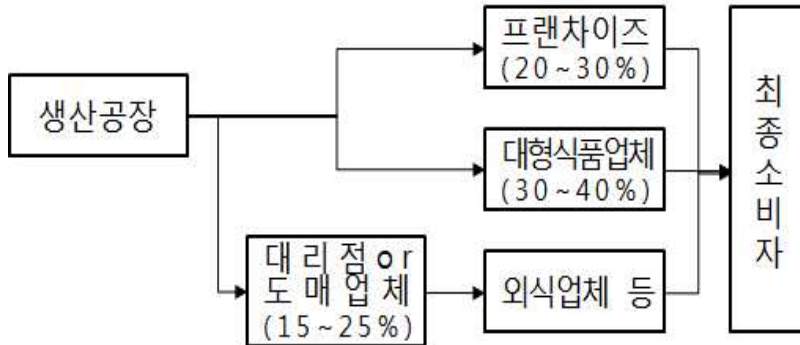 프랜차이즈
(20~30%)
생산공장
대형식품업체
(30~40%)
대 리 점 o r
도 매 업 체
(15~25%)
외식업체 등
최
종
소
비
자